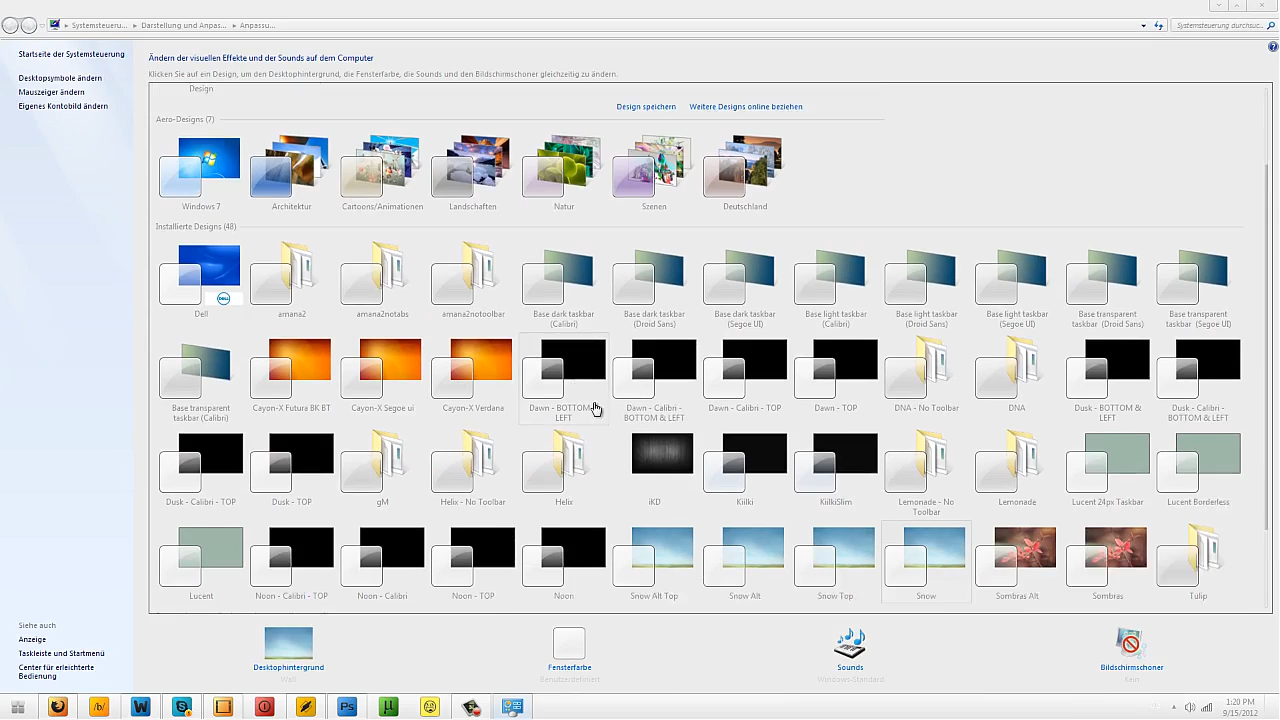 Systemsteueru...  Darstellung und Anpas...  Anpassu...
Systemsteuerung durchsuc...
Startseite der Systemsteuerung
Desktopsymbole ändern
Mauszeiger ändern
Eigenes Kontobild ändern
Ändern der visuellen Effekte und der Sounds auf dem Computer
Klicken Sie auf ein Design, um den Desktophintergrund, die Fensterfarbe, die Sounds und den Bildschirmschoner gleichzeitig zu ändern.
Design
Design speichern  Weitere Designs online beziehen
Aero-Designs (7)
Windows 7  Architektur  Cartoons/Animationen  Landschaften  Natur  Szenen  Deutschland
Installierte Designs (48)
DELL
Dell  amana2  amana2notabs  amana2notoolbar  Base dark taskbar  Base dark taskbar  Base dark taskbar  Base light taskbar  Base light taskbar  Base light taskbar  Base transparent  Base transparent
(Calibri)  (Droid Sans)  (Segoe UI)  (Calibri)  (Droid Sans)  (Segoe UI)  taskbar (Droid Sans)  taskbar (Segoe UI)
Base transparent  Cayon-X Futura BK BT  Cayon-X Segoe ui  Cayon-X Verdana  Dawn - BOTTOM  Dawn - Calibri -  Dawn - Calibri - TOP  Dawn - TOP  DNA - No Toolbar  DNA  Dusk - BOTTOM &  Dusk - Calibri -
taskbar (Calibri)  LEFT  BOTTOM & LEFT  LEFT  BOTTOM & LEFT
Dusk - Calibri - TOP  Dusk - TOP  gM  Helix - No Toolbar  Helix  iKD  Kiilki  KiilkiSlim  Lemonade - No  Lemonade  Lucent 24px Taskbar  Lucent Borderless
Toolbar
Lucent  Noon - Calibri - TOP  Noon - Calibri  Noon - TOP  Noon  Snow Alt Top  Snow Alt  Snow Top  Snow  Sombras Alt  Sombras  Tulip
Siehe auch
Anzeige
Taskleiste und Startmenü
Center für erleichterte
Bedienung
Desktophintergrund  Fensterfarbe  Sounds  Bildschirmschoner
Wall  Benutzerdefiniert  Windows-Standard  Kein
/b/  W  S  Ps
1:20 PM
9/15/2012